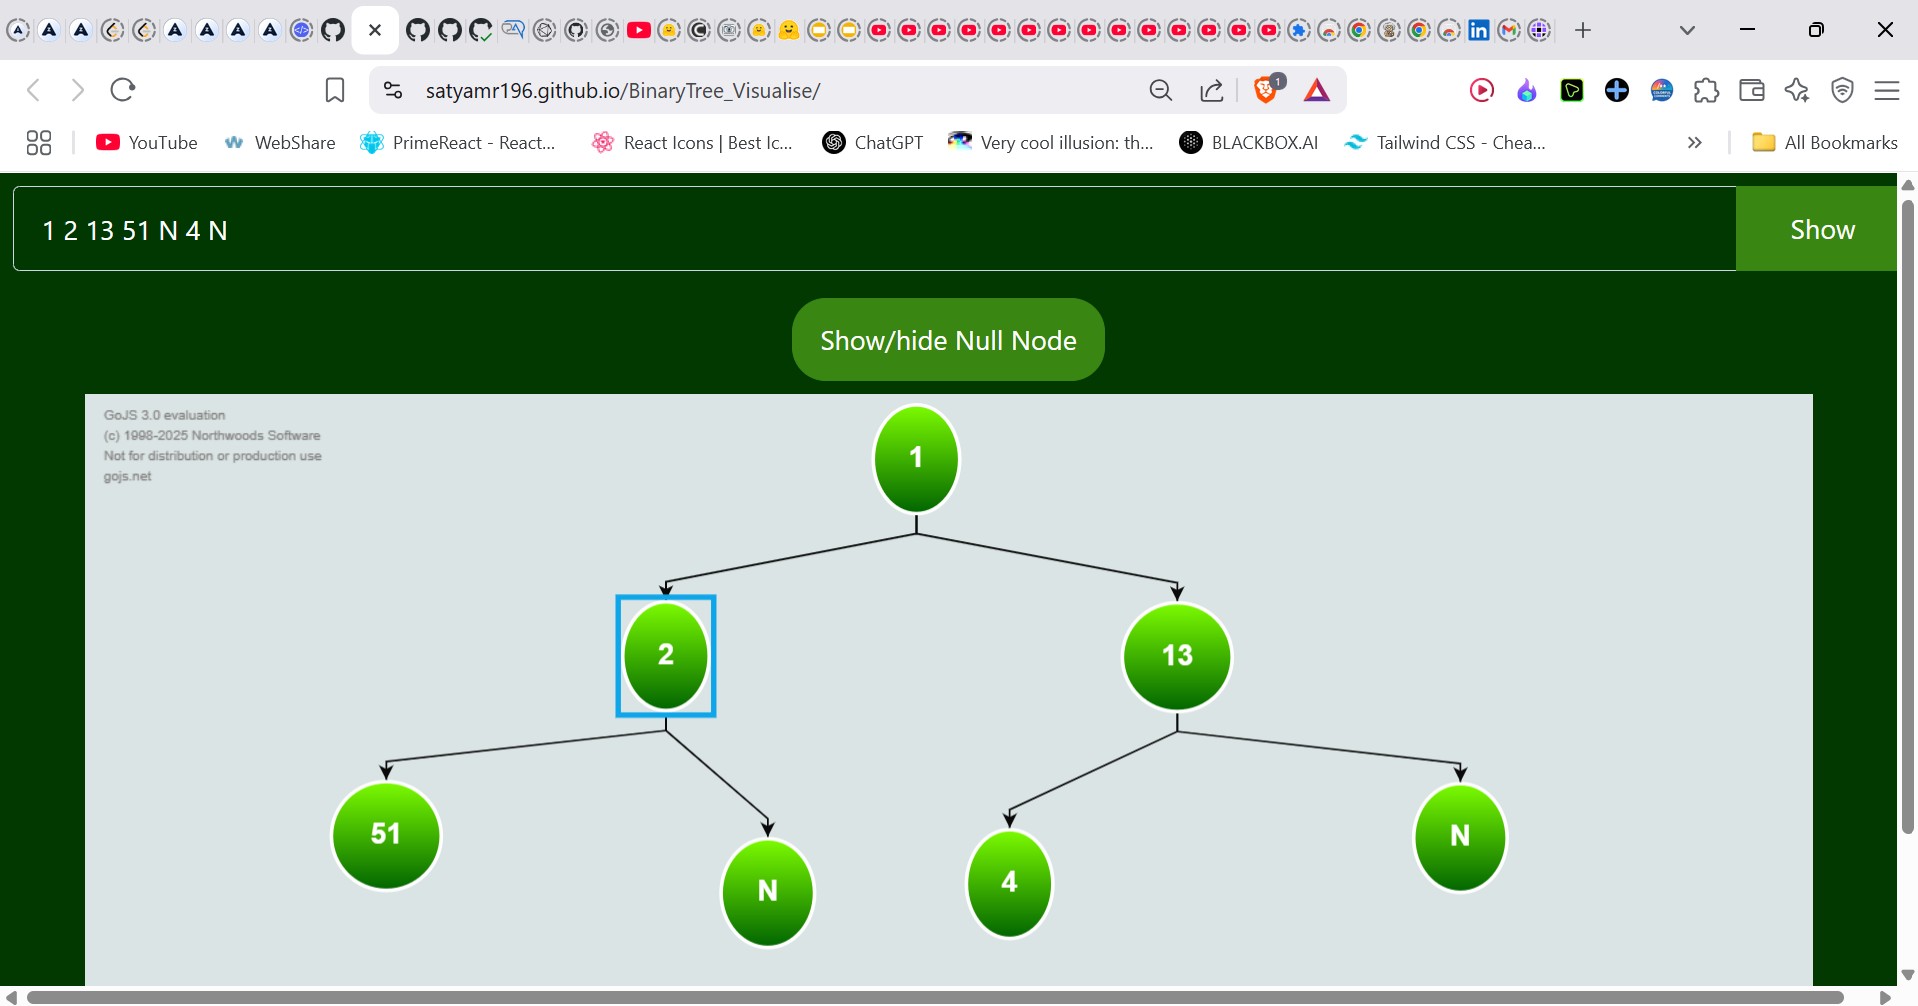 satyamr196.github.io/BinaryTree_Visualise/
1
YouTube
WebShare
PrimeReact - React...
React Icons | Best Ic...
ChatGPT
Very cool illusion: th...
BLACKBOX.AI
Tailwind CSS - Chea...
All Bookmarks
1 2 13 51 N 4 N
Show
Show/hide Null Node
GoJS 3.0 evaluation
(c) 1998-2025 Northwoods Software
Not for distribution or production use
gojs.net
1
2
13
51
N
4
N